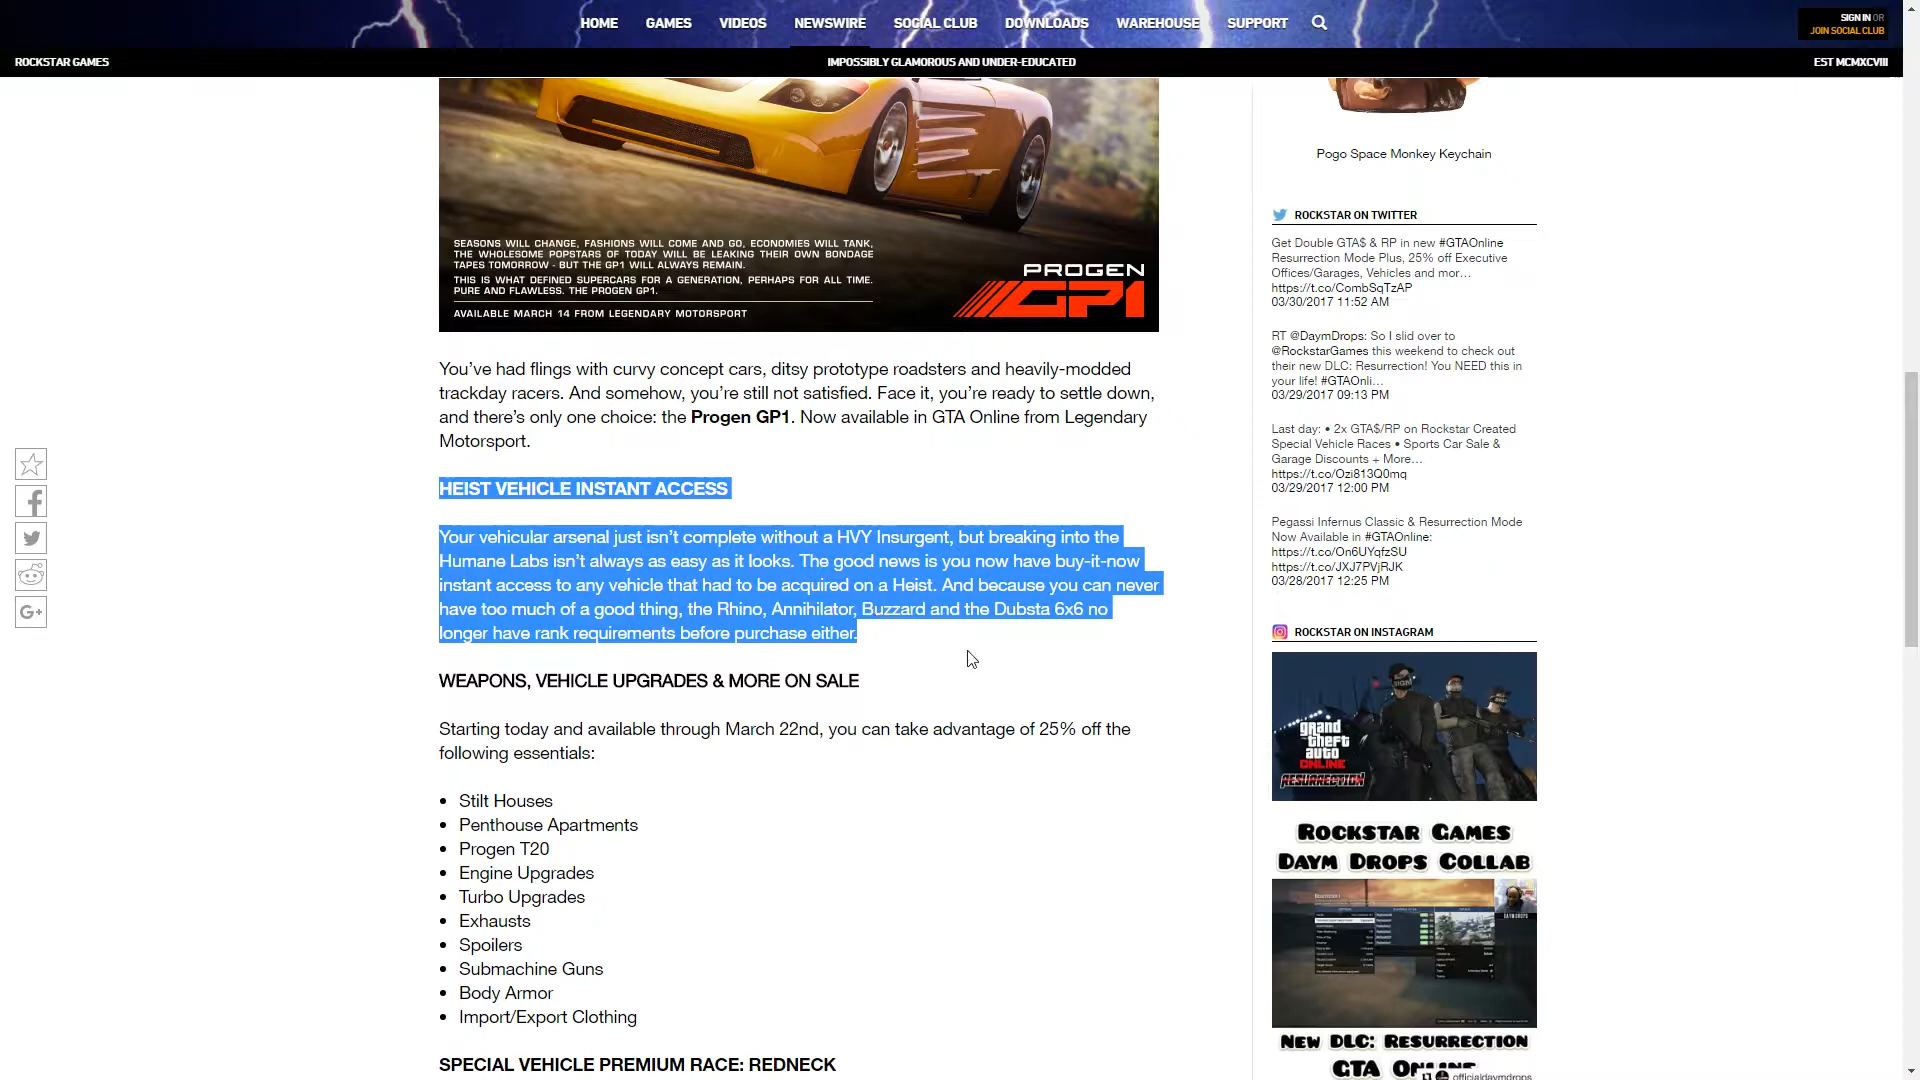 HOME GAMES VIDEOS NEWSWIRE SOCIAL CLUB DOWNLOADS WAREHOUSE SUPPORT
SIGN IN OR
JOIN SOCIAL CLUB
ROCKSTAR GAMES
IMPOSSIBLY GLAMOROUS AND UNDER-EDUCATED
EST MCMXCVIII
SEASONS WILL CHANGE, FASHIONS WILL COME AND GO, ECONOMIES WILL TANK,
THE WHOLESOME POPSTARS OF TODAY WILL BE LEAKING THEIR OWN BONDAGE
TAPES TOMORROW - BUT THE GP1 WILL ALWAYS REMAIN.
THIS IS WHAT DEFINED SUPERCARS FOR A GENERATION, PERHAPS FOR ALL TIME.
PURE AND FLAWLESS. THE PROGEN GP1.
AVAILABLE MARCH 14 FROM LEGENDARY MOTORSPORT
PROGEN
GP1
You’ve had flings with curvy concept cars, ditsy prototype roadsters and heavily-modded
trackday racers. And somehow, you’re still not satisfied. Face it, you’re ready to settle down,
and there’s only one choice: the Progen GP1. Now available in GTA Online from Legendary
Motorsport.
HEIST VEHICLE INSTANT ACCESS
Your vehicular arsenal just isn’t complete without a HVY Insurgent, but breaking into the
Humane Labs isn’t always as easy as it looks. The good news is you now have buy-it-now
instant access to any vehicle that had to be acquired on a Heist. And because you can never
have too much of a good thing, the Rhino, Annihilator, Buzzard and the Dubsta 6x6 no
longer have rank requirements before purchase either.
WEAPONS, VEHICLE UPGRADES & MORE ON SALE
Starting today and available through March 22nd, you can take advantage of 25% off the
following essentials:
• Stilt Houses
• Penthouse Apartments
• Progen T20
• Engine Upgrades
• Turbo Upgrades
• Exhausts
• Spoilers
• Submachine Guns
• Body Armor
• Import/Export Clothing
SPECIAL VEHICLE PREMIUM RACE: REDNECK
Pogo Space Monkey Keychain
ROCKSTAR ON TWITTER
Get Double GTA$ & RP in new #GTAOnline
Resurrection Mode Plus, 25% off Executive
Offices/Garages, Vehicles and mor…
https://t.co/CombSqTzAP
03/30/2017 11:52 AM
RT @DaymDrops: So I slid over to
@RockstarGames this weekend to check out
their new DLC: Resurrection! You NEED this in
your life! #GTAOnli…
03/29/2017 09:13 PM
Last day: • 2x GTA$/RP on Rockstar Created
Special Vehicle Races • Sports Car Sale &
Garage Discounts + More…
https://t.co/Ozi813Q0mq
03/29/2017 12:00 PM
Pegassi Infernus Classic & Resurrection Mode
Now Available in #GTAOnline:
https://t.co/On6UYqfzSU
https://t.co/JXJ7PVjRJK
03/28/2017 12:25 PM
ROCKSTAR ON INSTAGRAM
grand
theft
auto
ONLINE
RESURRECTION
ROCKSTAR GAMES
DAYM DROPS COLLAB
NEW DLC: RESURRECTION
GTA ONLINE
officialdaymdrops